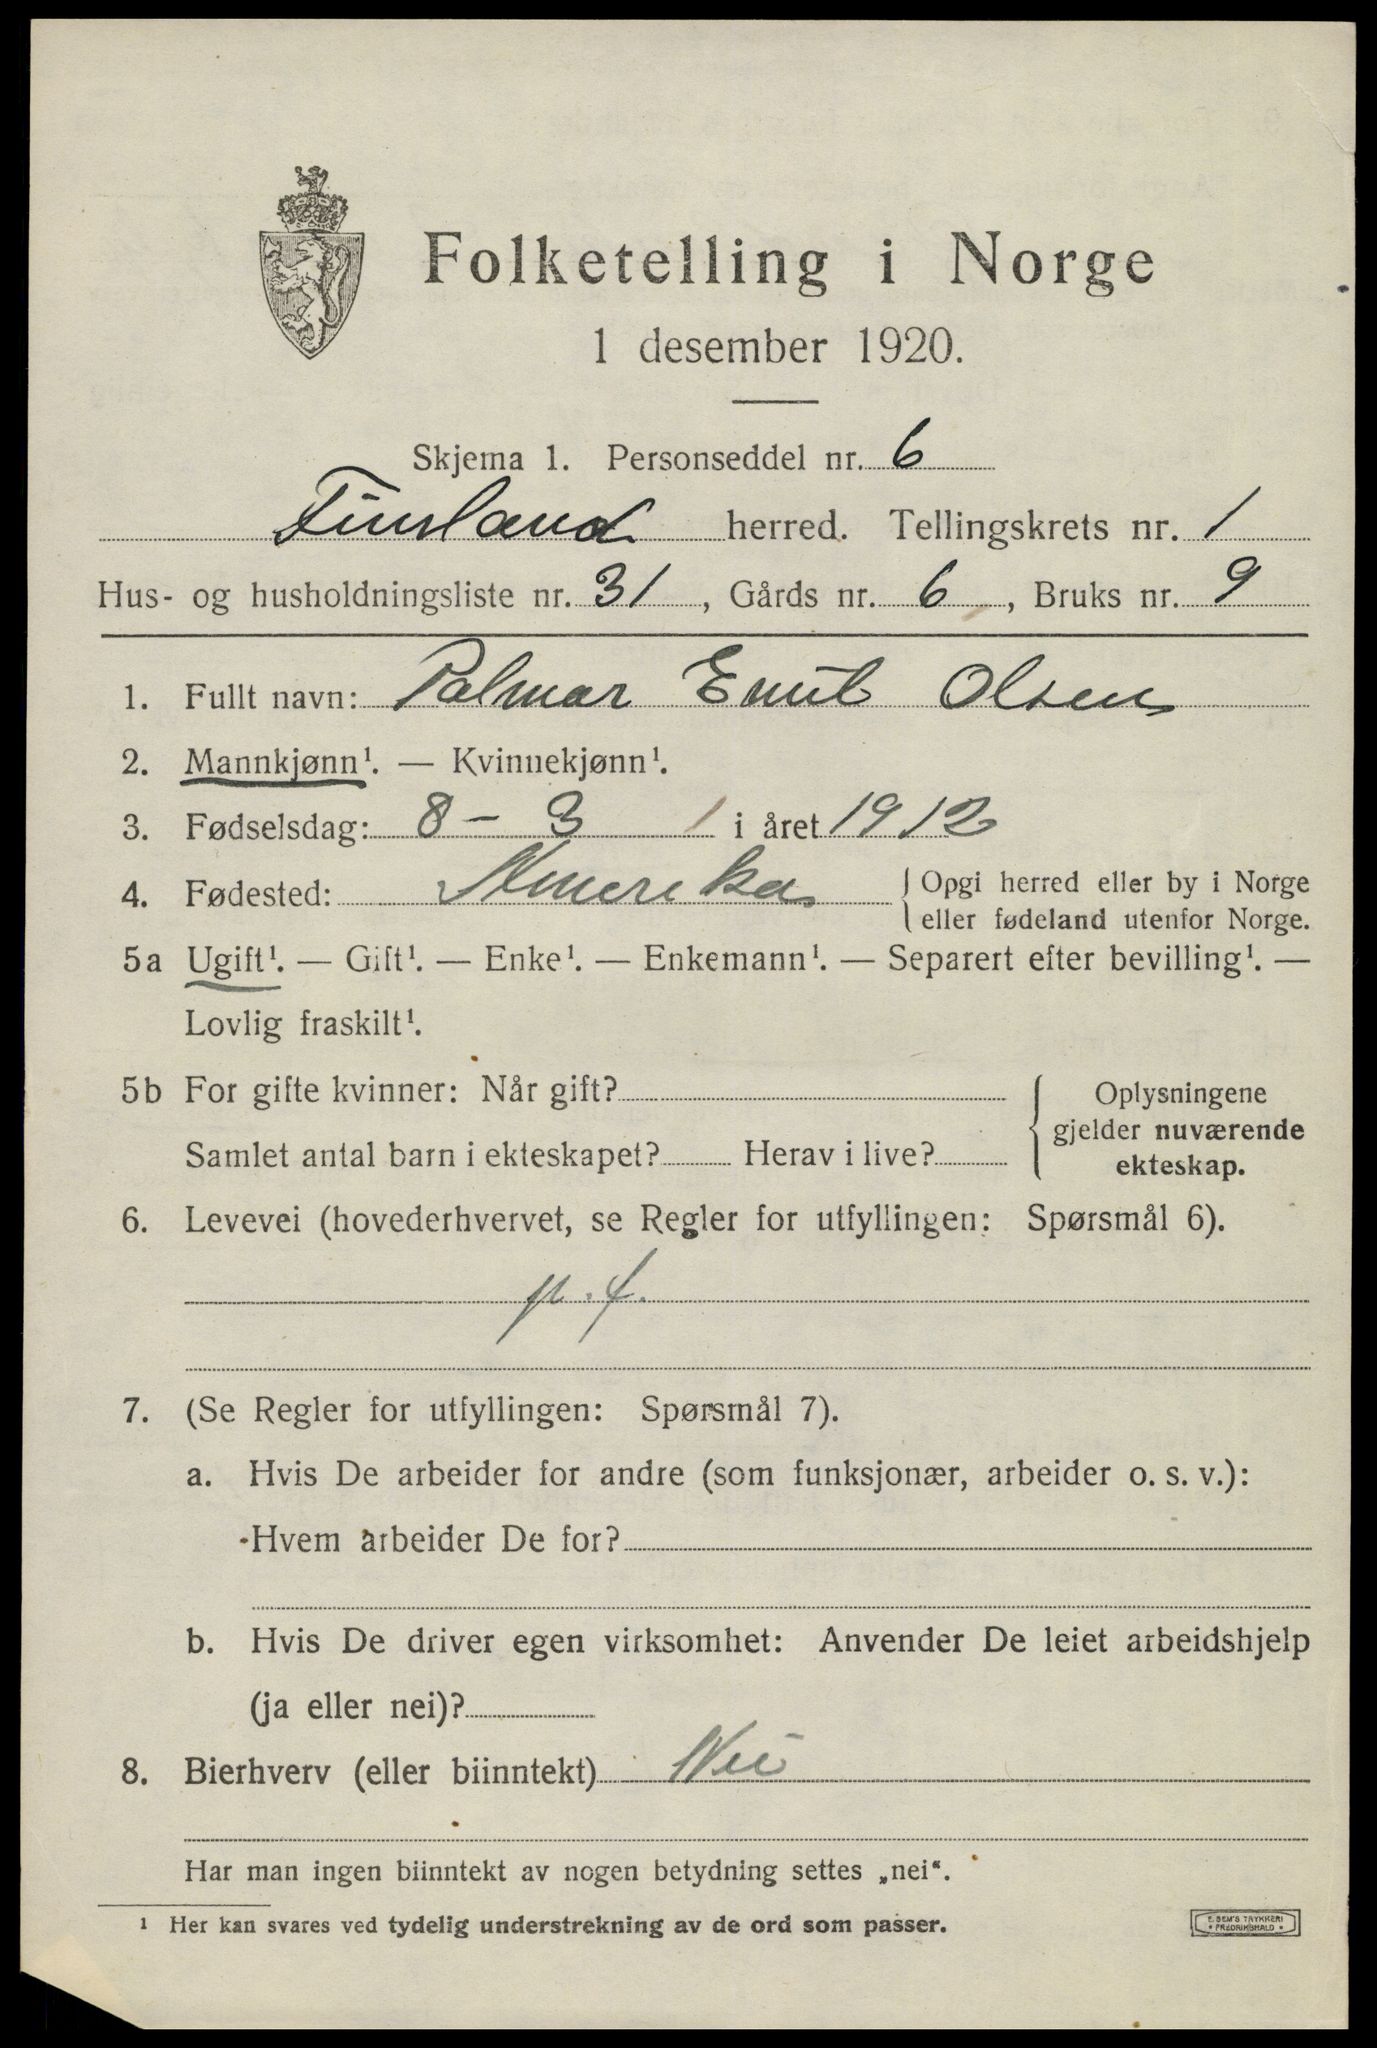 Folketelling i Norge
1 desember 1920.
Skjema 1. Personseddel nr. 6
Finsland herred. Tellingskrets nr. 1
Hus- og husholdningsliste nr. 31, Gårds nr. 6, Bruks nr. 9
1. Fullt navn: Palmar Emil Olsen
2. Mannkjønn¹. — Kvinnekjønn¹.
3. Fødselsdag: 8 – 3 i året 1912
4. Fødested: Amerika { Opgi herred eller by i Norge
eller fødeland utenfor Norge.
5a Ugift¹. — Gift¹. — Enke¹. — Enkemann¹. — Separert efter bevilling¹. —
Lovlig fraskilt¹.
5b For gifte kvinner: Når gift?
Samlet antal barn i ekteskapet? Herav i live?
{ Oplysningene
gjelder nuværende
ekteskap.
6. Levevei (hovederhvervet, se Regler for utfyllingen: Spørsmål 6).
p. f.
7. (Se Regler for utfyllingen: Spørsmål 7).
a. Hvis De arbeider for andre (som funksjonær, arbeider o. s. v.):
Hvem arbeider De for?
b. Hvis De driver egen virksomhet: Anvender De leiet arbeidshjelp
(ja eller nei)?
8. Bierhverv (eller biinntekt) Nei
Har man ingen biinntekt av nogen betydning settes „nei“.
¹ Her kan svares ved tydelig understrekning av de ord som passer.
E. SEM'S TRYKKERI
* FREDRIKSHALD *